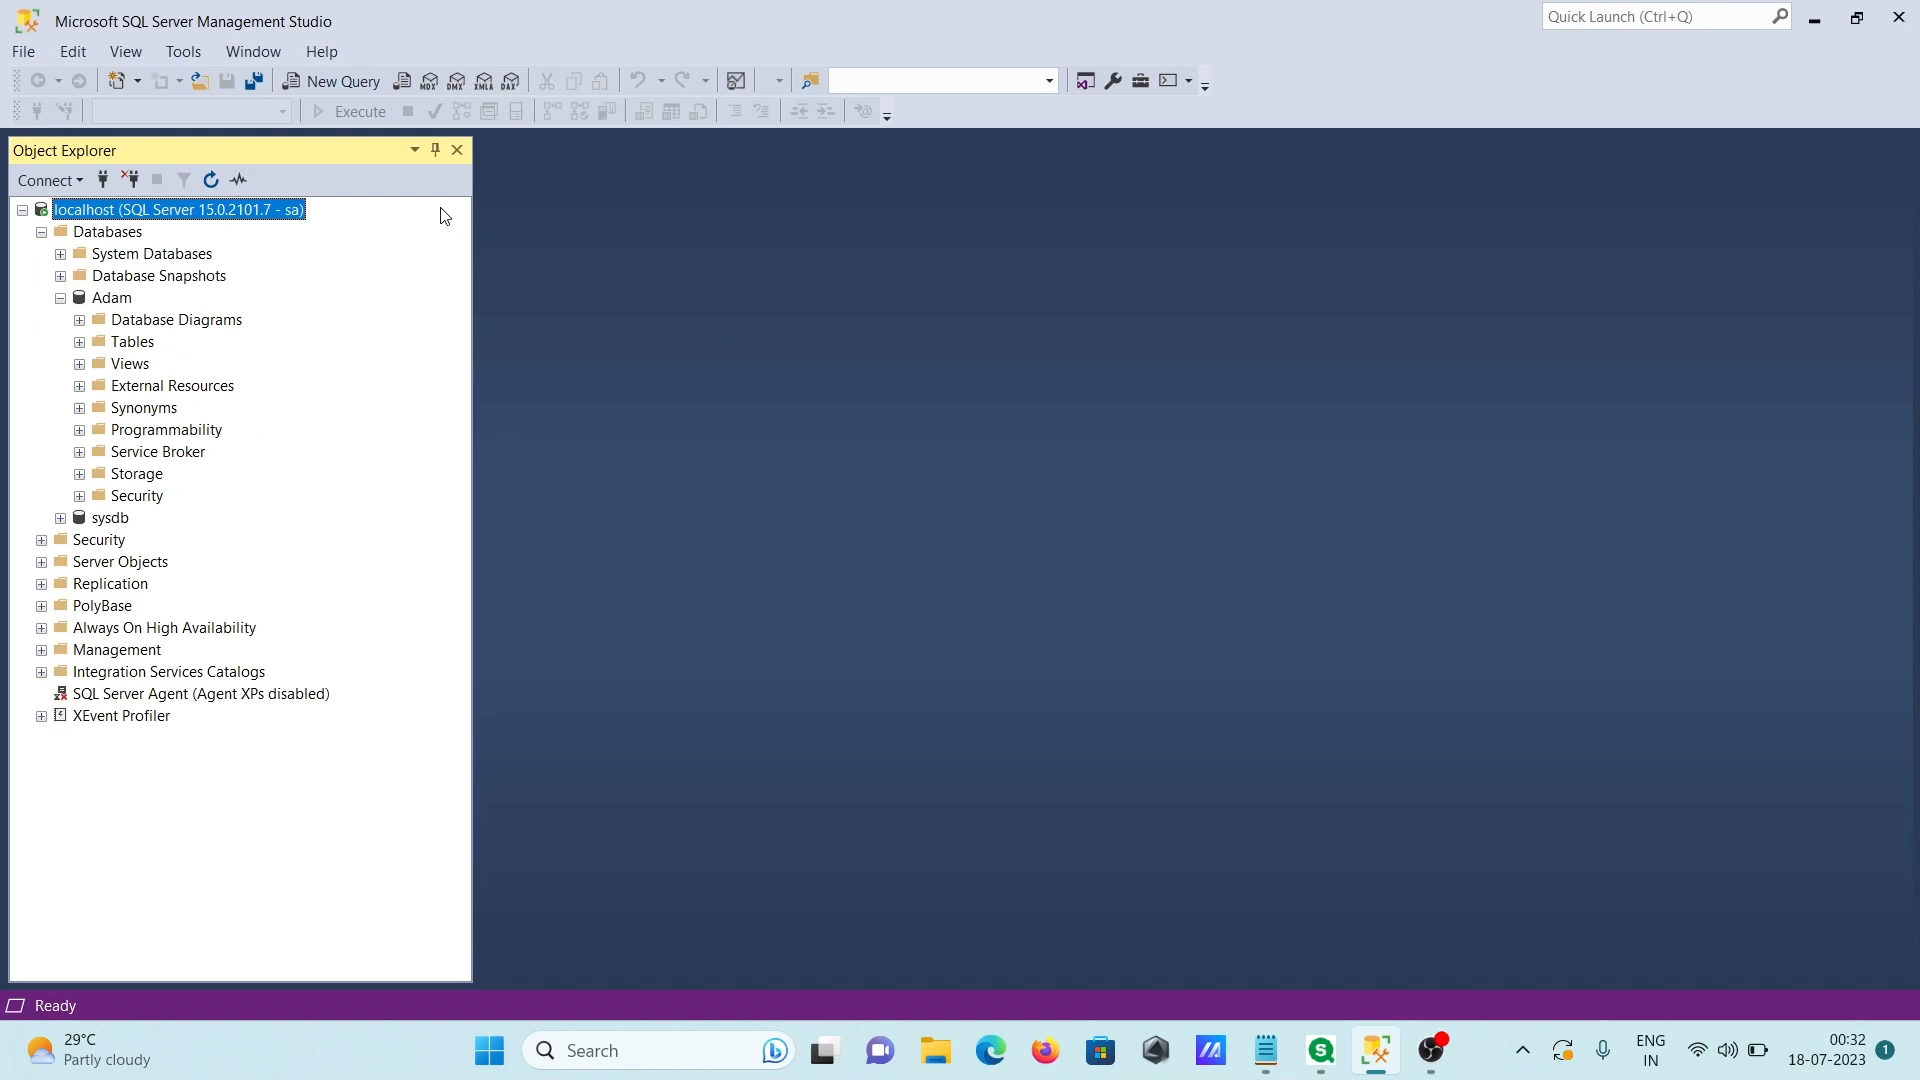 Microsoft SQL Server Management Studio
Quick Launch (Ctrl+Q)
File Edit View Tools Window Help
New Query MDX DMX XMLA DAX
Execute
Object Explorer
Connect
localhost (SQL Server 15.0.2101.7 - sa)
Databases
System Databases
Database Snapshots
Adam
Database Diagrams
Tables
Views
External Resources
Synonyms
Programmability
Service Broker
Storage
Security
sysdb
Security
Server Objects
Replication
PolyBase
Always On High Availability
Management
Integration Services Catalogs
SQL Server Agent (Agent XPs disabled)
XEvent Profiler
Ready
29°C
Partly cloudy
Search
ENG
IN
00:32
18-07-2023
1